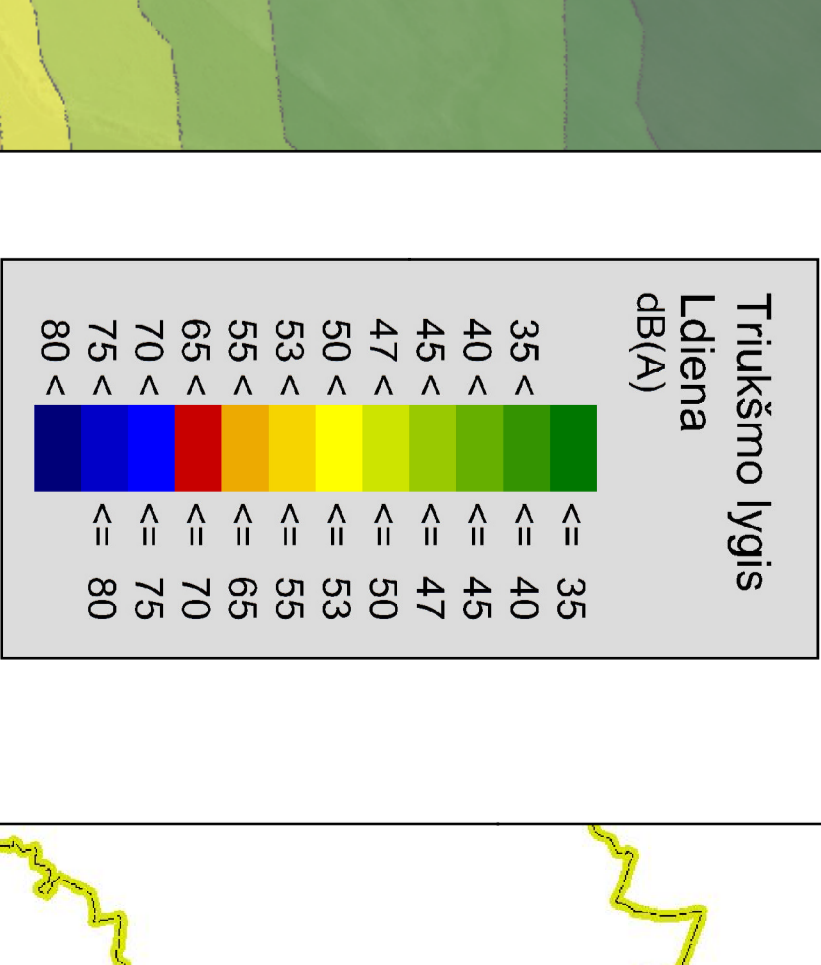 Triukšmo lygis
Ldiena
dB(A)
<= 35
35 < <= 40
40 < <= 45
45 < <= 47
47 < <= 50
50 < <= 53
53 < <= 55
55 < <= 65
65 < <= 70
70 < <= 75
75 < <= 80
80 <